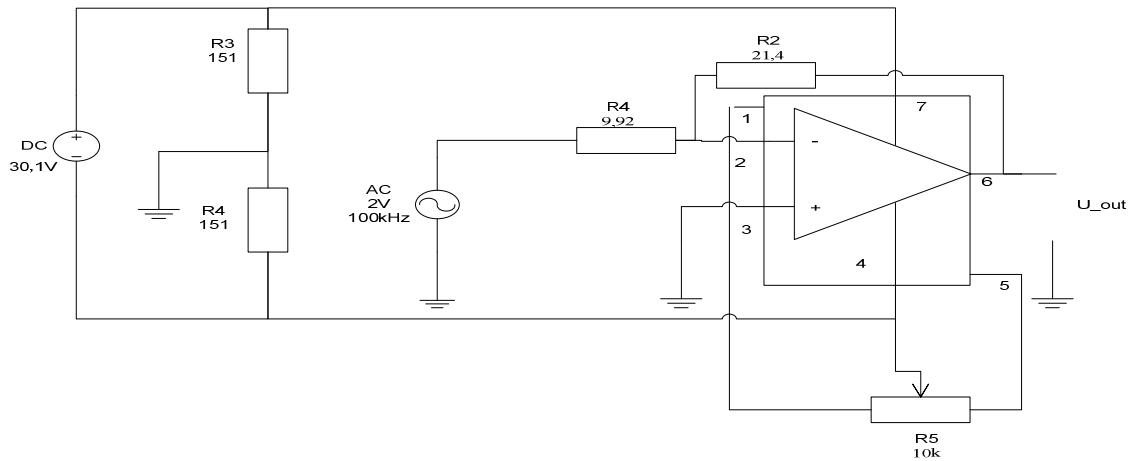 R3
151
DC
30,1V
+
−
R4
151
AC
2V
100kHz
R4
9,92
R2
21,4
1
2
3
4
5
6
7
-
+
U_out
R5
10k